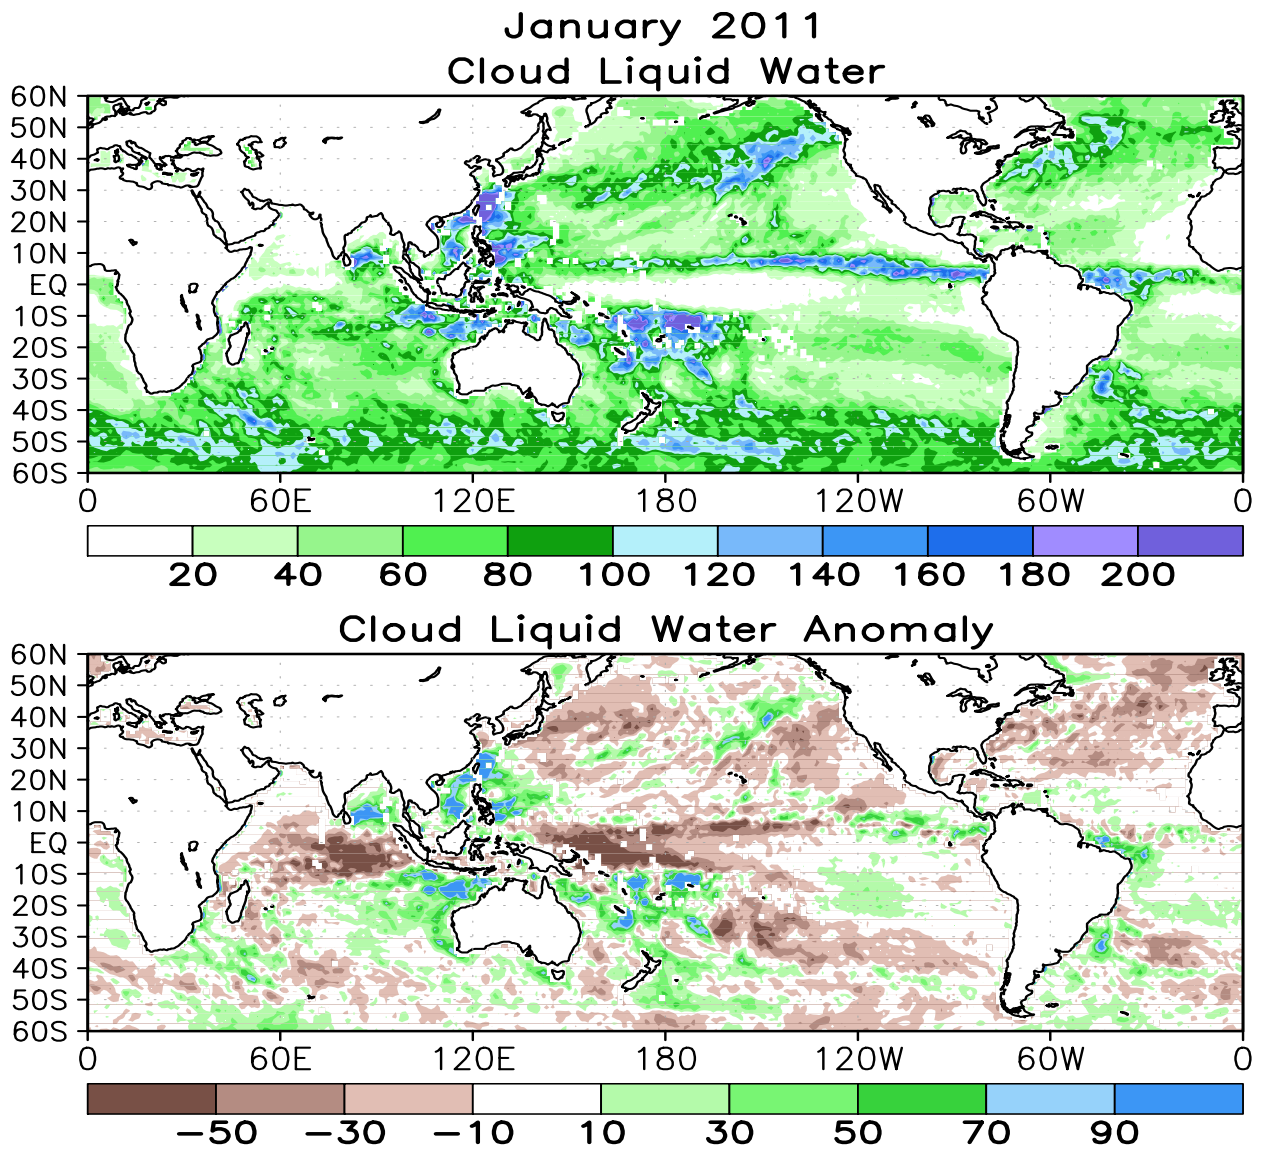 January 2011
Cloud Liquid Water
60N
50N
40N
30N
20N
10N
EQ
10S
20S
30S
40S
50S
60S
0 60E 120E 180 120W 60W 0
20 40 60 80 100 120 140 160 180 200
Cloud Liquid Water Anomaly
60N
50N
40N
30N
20N
10N
EQ
10S
20S
30S
40S
50S
60S
0 60E 120E 180 120W 60W 0
−50 −30 −10 10 30 50 70 90